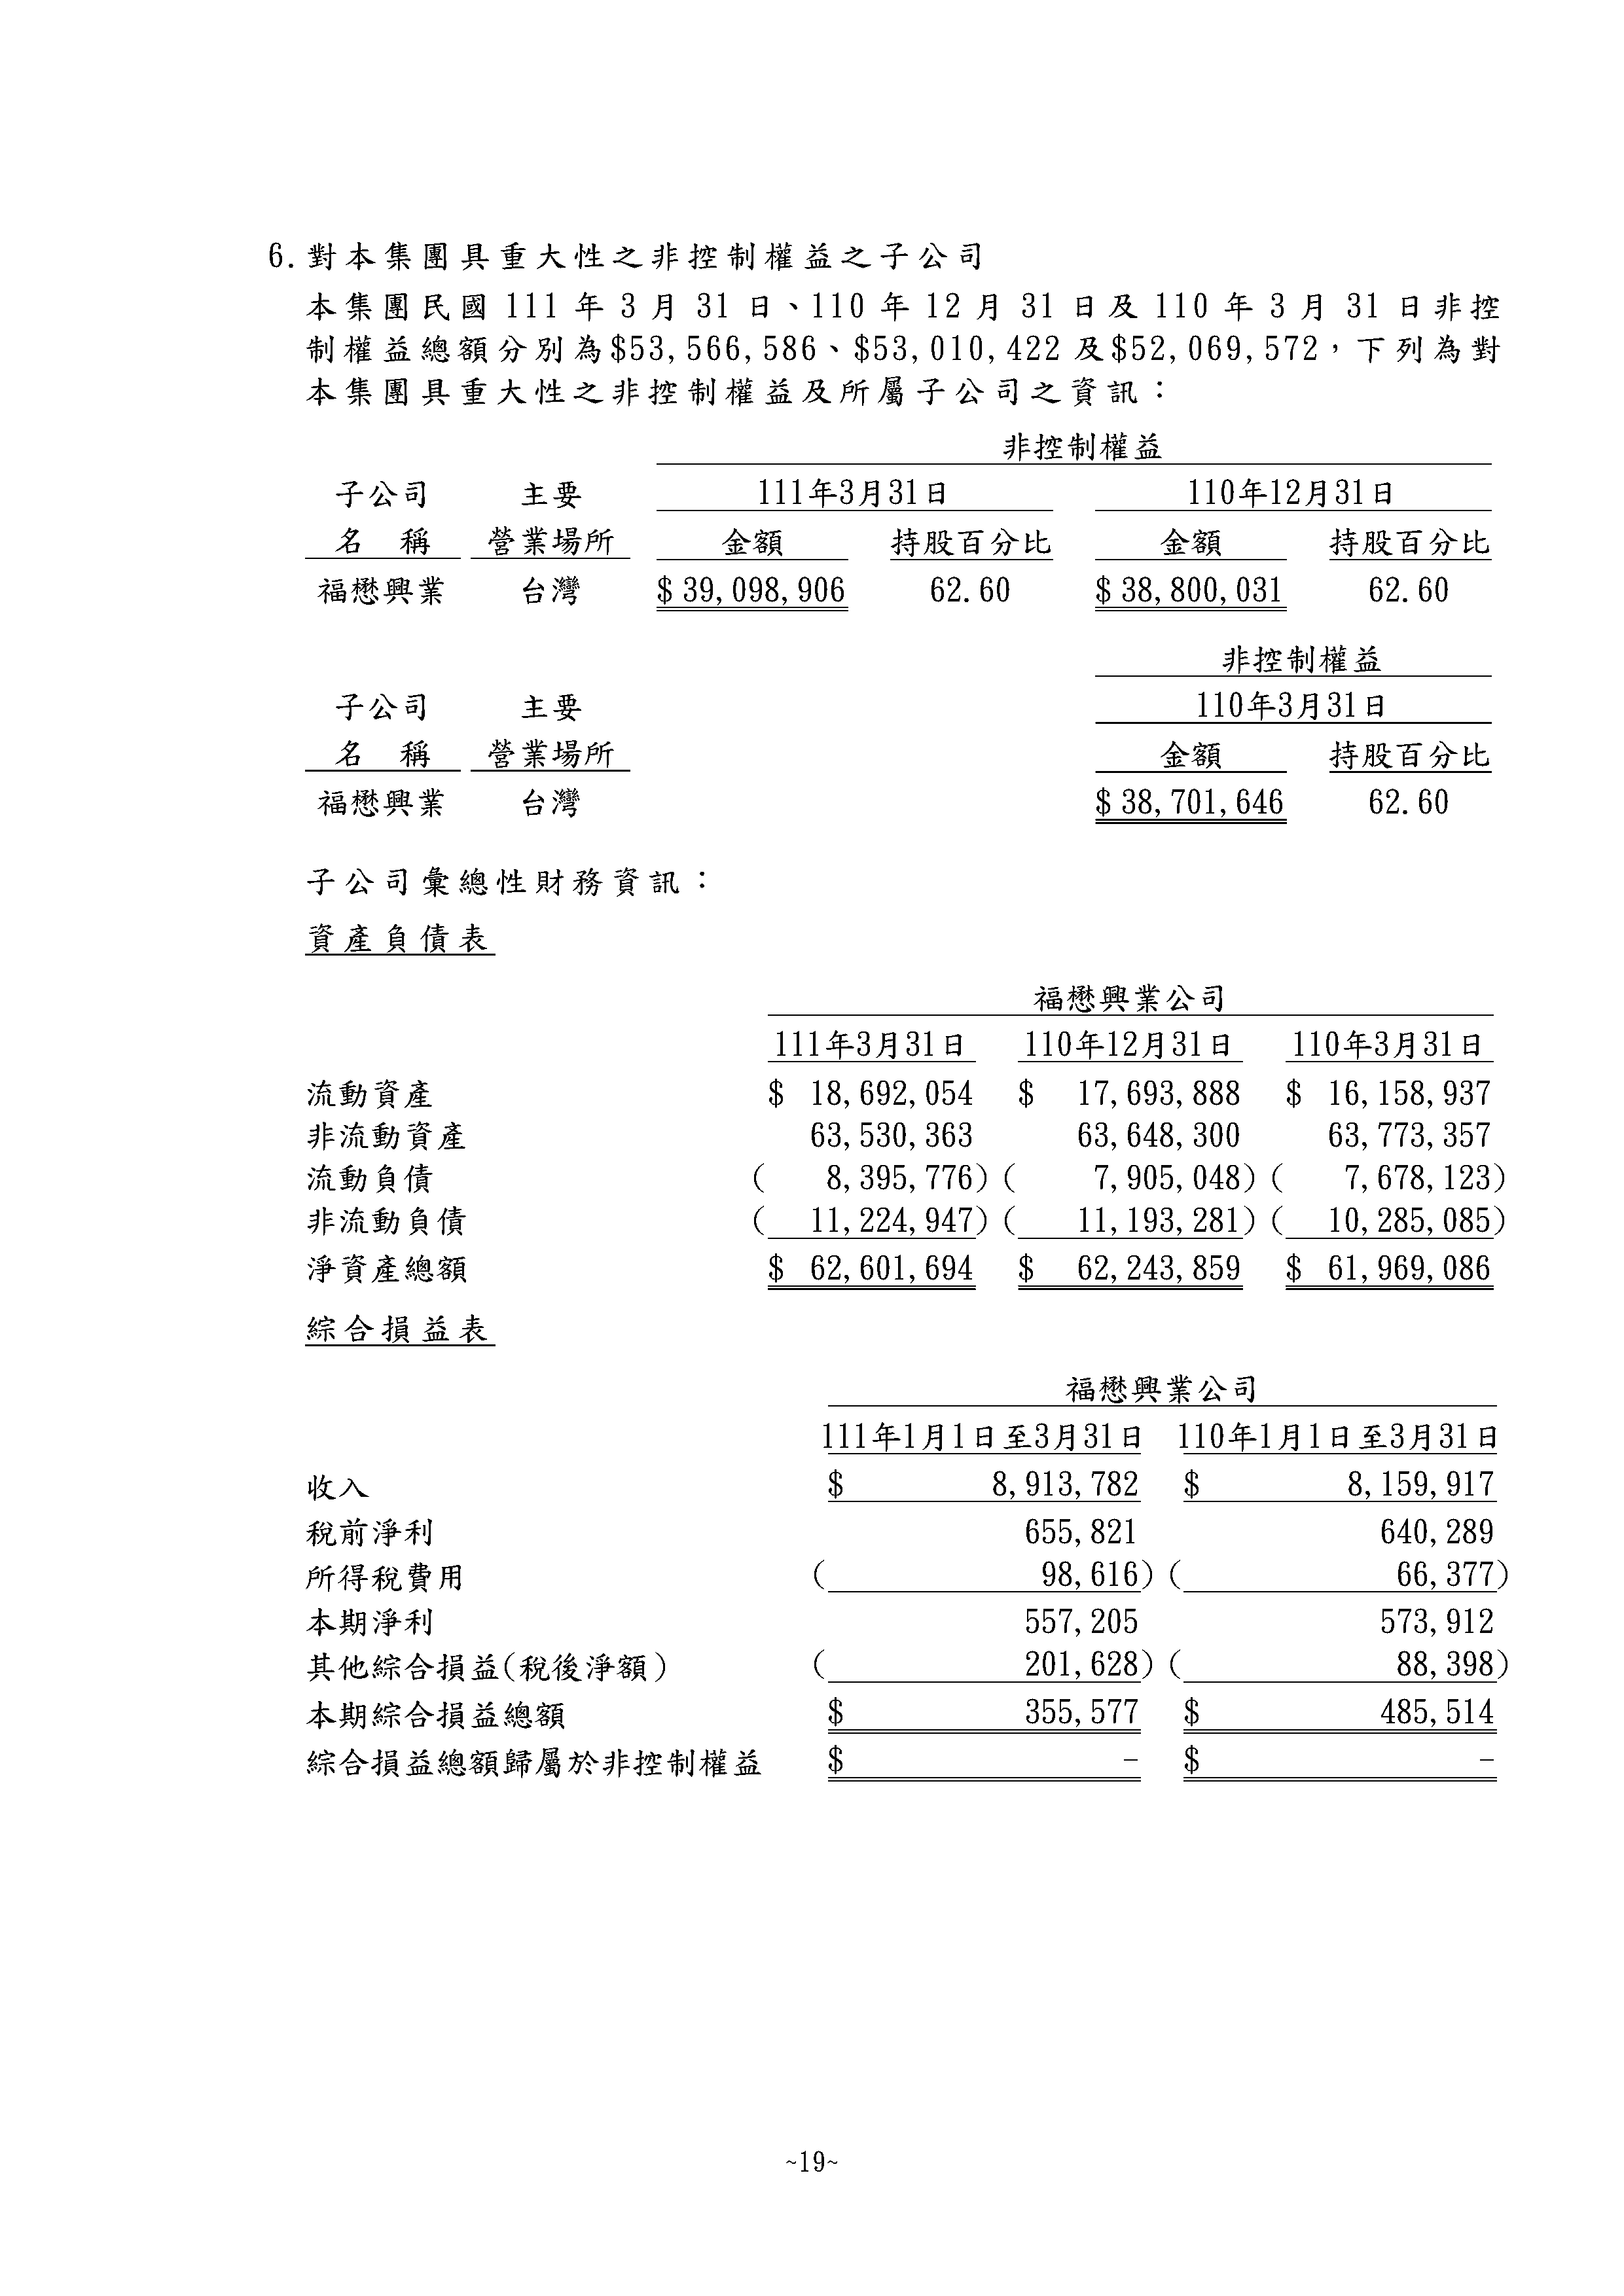 6.對本集團具重大性之非控制權益之子公司
本集團民國 111 年 3 月 31 日、110 年 12 月 31 日及 110 年 3 月 31 日非控
制權益總額分別為$53,566,586、$53,010,422 及$52,069,572，下列為對
本集團具重大性之非控制權益及所屬子公司之資訊：
非控制權益
子公司 主要 111年3月31日 110年12月31日
名 稱 營業場所 金額 持股百分比 金額 持股百分比
福懋興業 台灣 $ 39,098,906 62.60 $ 38,800,031 62.60
非控制權益
子公司 主要 110年3月31日
名 稱 營業場所 金額 持股百分比
福懋興業 台灣 $ 38,701,646 62.60
子公司彙總性財務資訊：
資產負債表
福懋興業公司
111年3月31日 110年12月31日 110年3月31日
流動資產 $ 18,692,054 $ 17,693,888 $ 16,158,937
非流動資產 63,530,363 63,648,300 63,773,357
流動負債 ( 8,395,776) ( 7,905,048) ( 7,678,123)
非流動負債 ( 11,224,947) ( 11,193,281) ( 10,285,085)
淨資產總額 $ 62,601,694 $ 62,243,859 $ 61,969,086
綜合損益表
福懋興業公司
111年1月1日至3月31日 110年1月1日至3月31日
收入 $ 8,913,782 $ 8,159,917
稅前淨利 655,821 640,289
所得稅費用 ( 98,616) ( 66,377)
本期淨利 557,205 573,912
其他綜合損益(稅後淨額) ( 201,628) ( 88,398)
本期綜合損益總額 $ 355,577 $ 485,514
綜合損益總額歸屬於非控制權益 $ - $ -
~19~